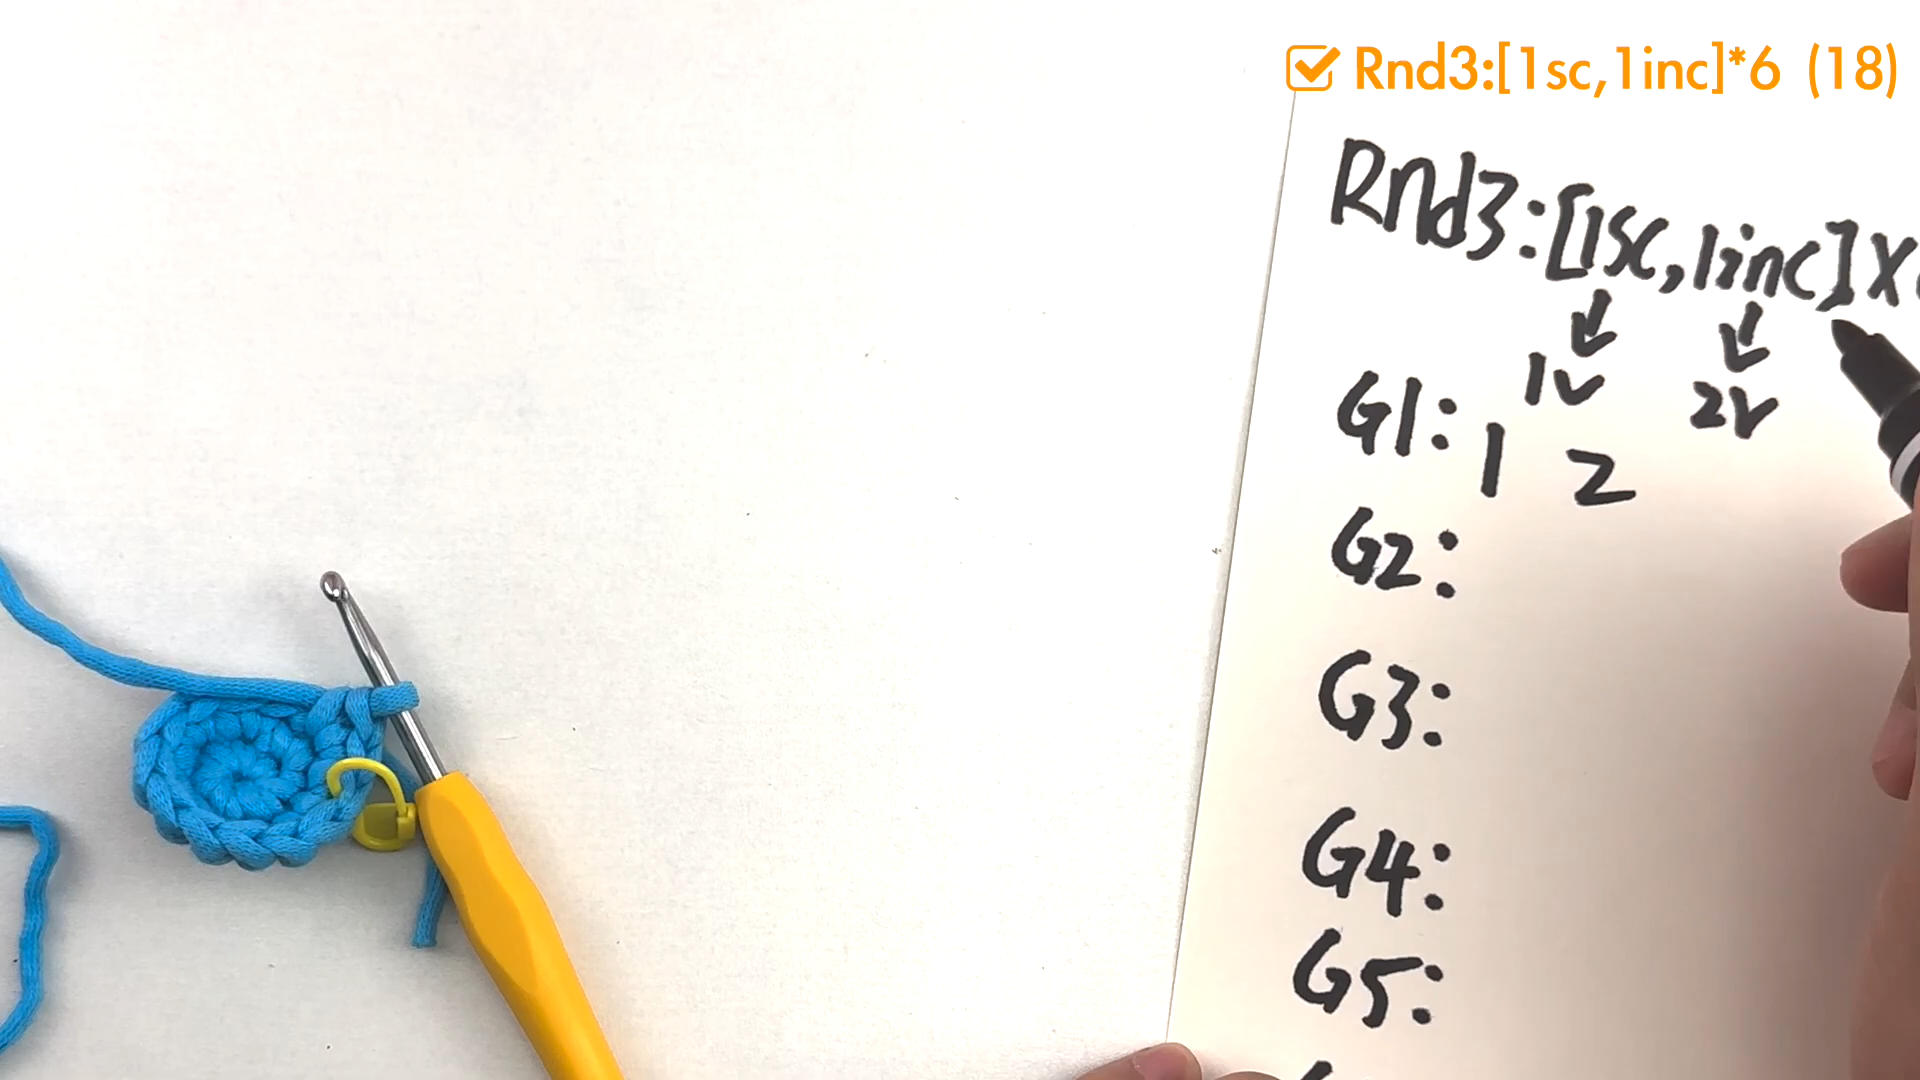 Rnd3:[1sc,1inc]*6 (18)
Rnd3:[1sc,1inc]X
1v 2v
G1: 1 2
G2:
G3:
G4:
G5: